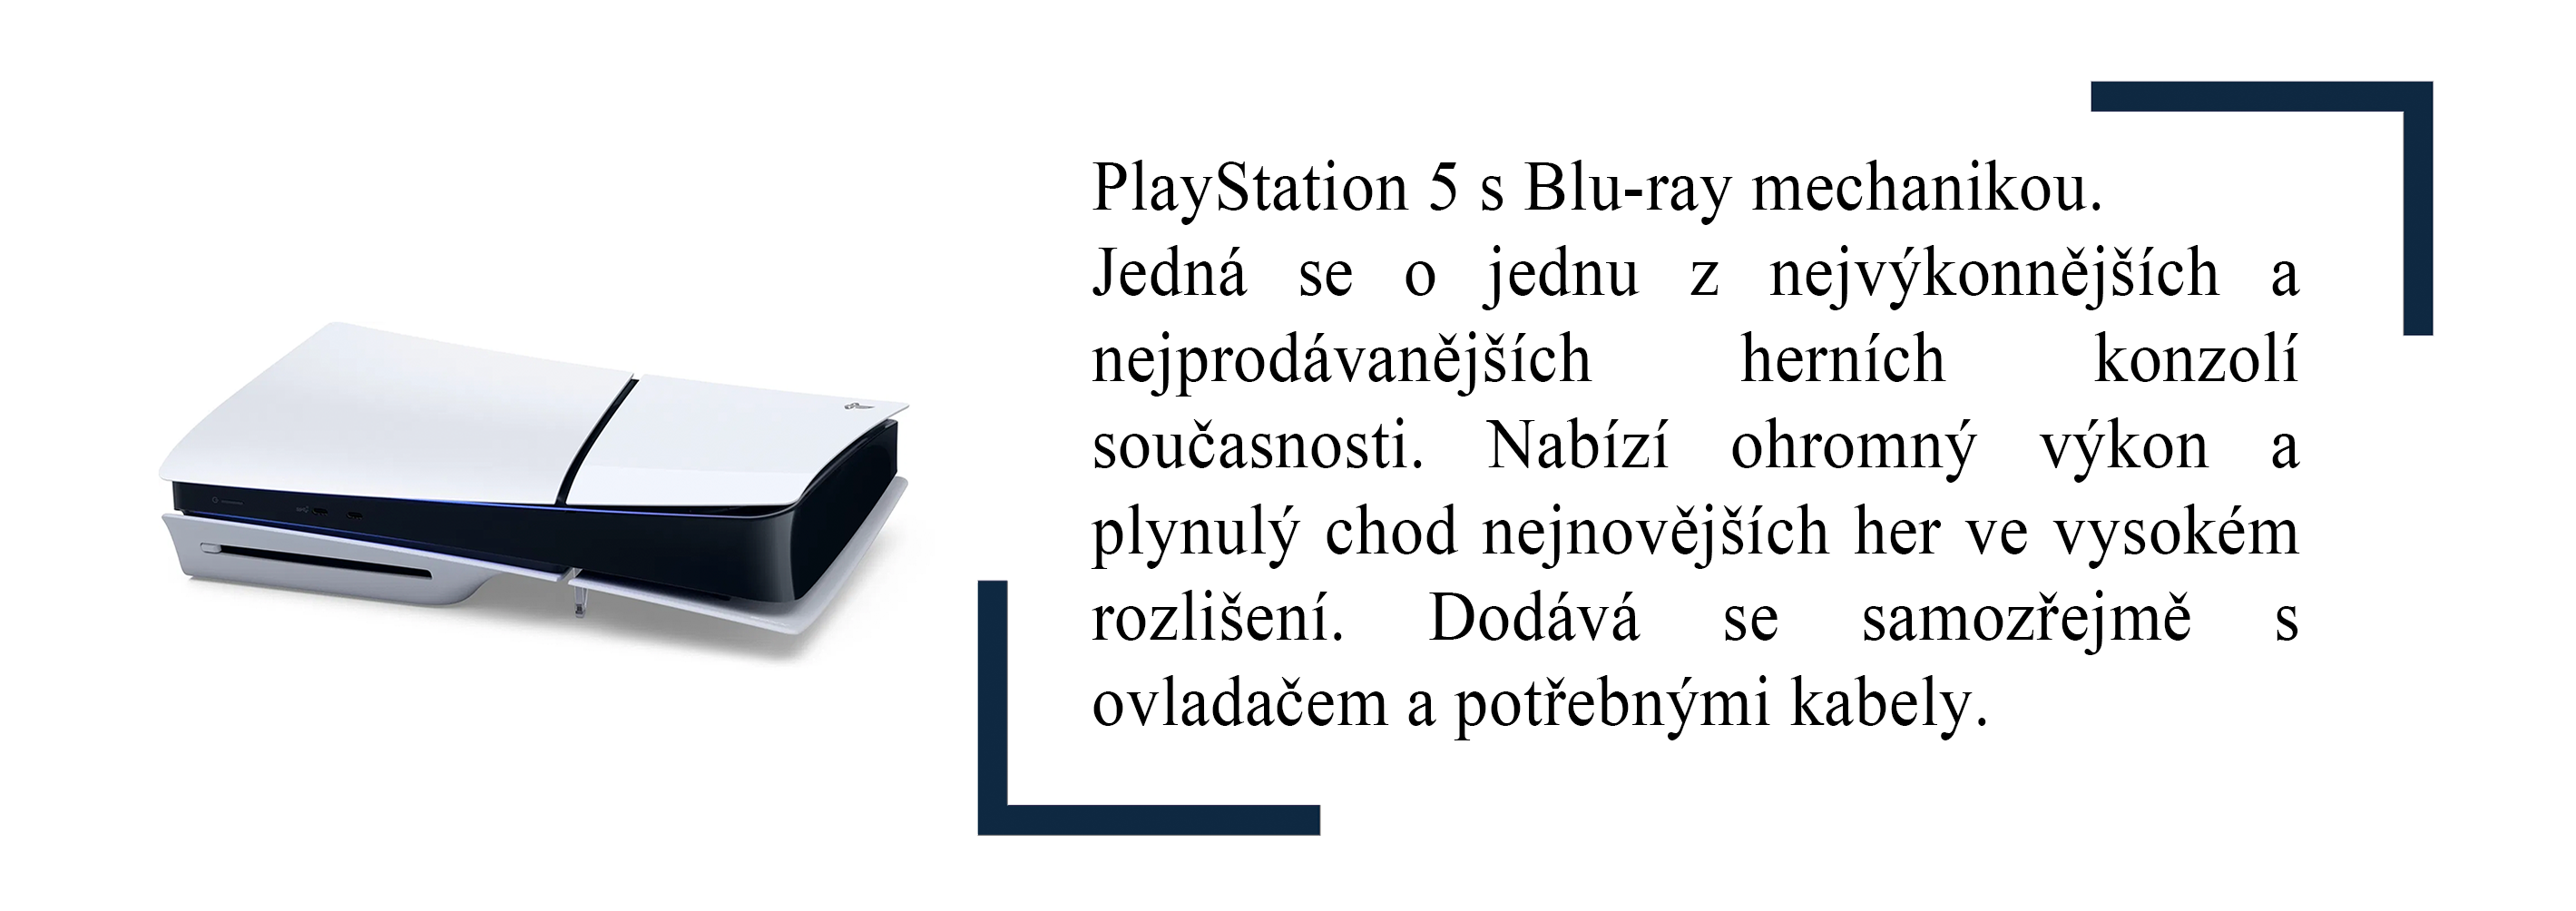 PlayStation 5 s Blu-ray mechanikou.
Jedná se o jednu z nejvýkonnějších a
nejprodávanějších herních konzolí
současnosti. Nabízí ohromný výkon a
plynulý chod nejnovějších her ve vysokém
rozlišení. Dodává se samozřejmě s
ovladačem a potřebnými kabely.